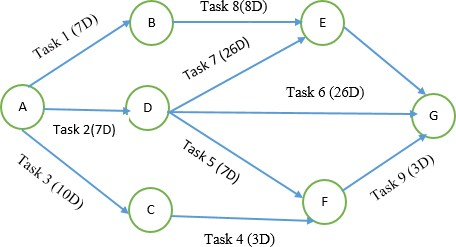 Task 8(8D)
B
E
Task 1 (7D)
Task 7 (26D)
Task 6 (26D)
A
D
G
Task 2(7D)
Task 5 (7D)
Task 3 (10D)
Task 9 (3D)
C
F
Task 4 (3D)